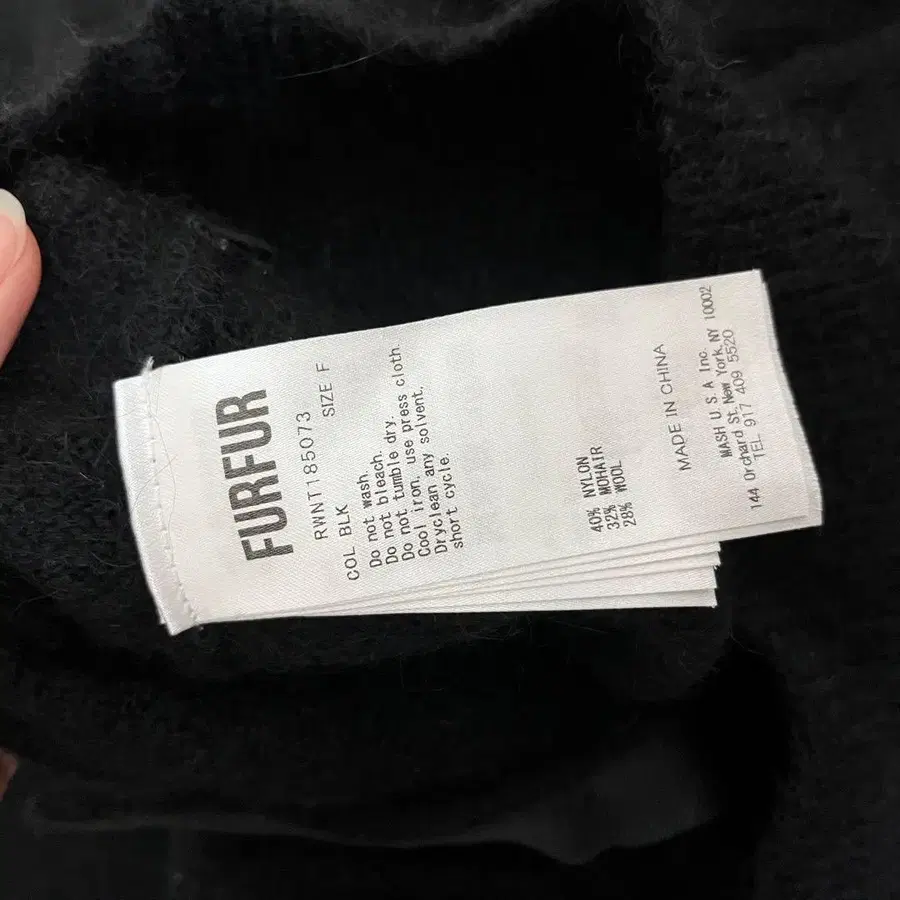 FURFUR
RWNT185073
SIZE F
COL BLK
Do not wash.
Do not bleach.
Do not tumble dry.
Cool iron. use press cloth.
Dryclean any solvent,
short cycle.
40% NYLON
32% MOHAIR
28% WOOL
MADE IN CHINA
MASH U.S.A Inc.
144 Orchard St, New York, NY 10002
TEL 917 409 5520